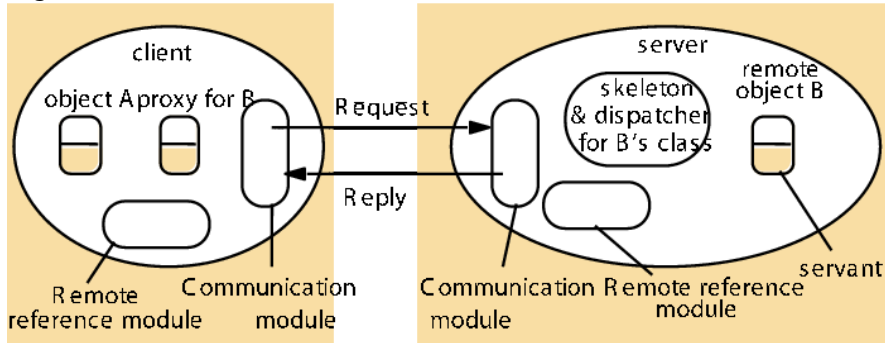 client
object A proxy for B
Request
Reply
Remote
reference module
Communication
module
server
skeleton
& dispatcher
for B's class
remote
object B
Communication
module
Remote reference
module
servant